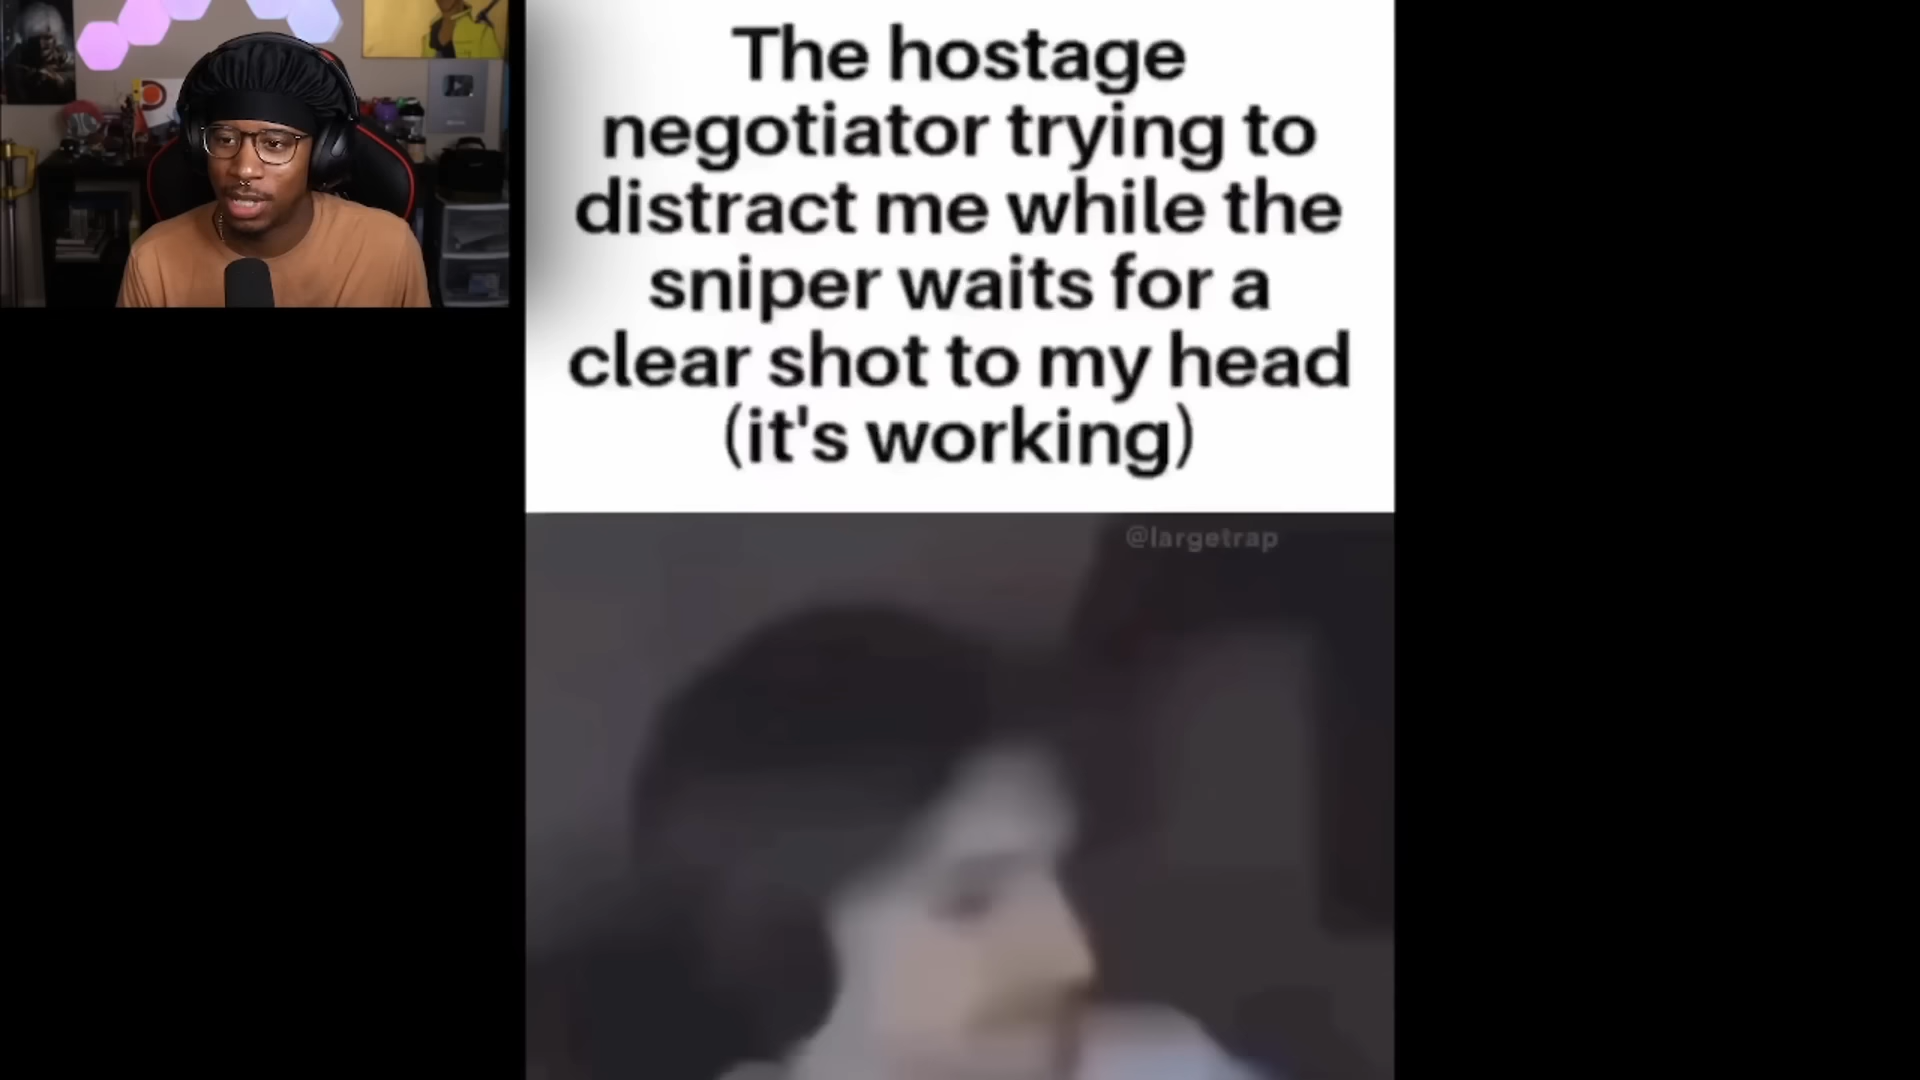 The hostage
negotiator trying to
distract me while the
sniper waits for a
clear shot to my head
(it's working)
@largetrap